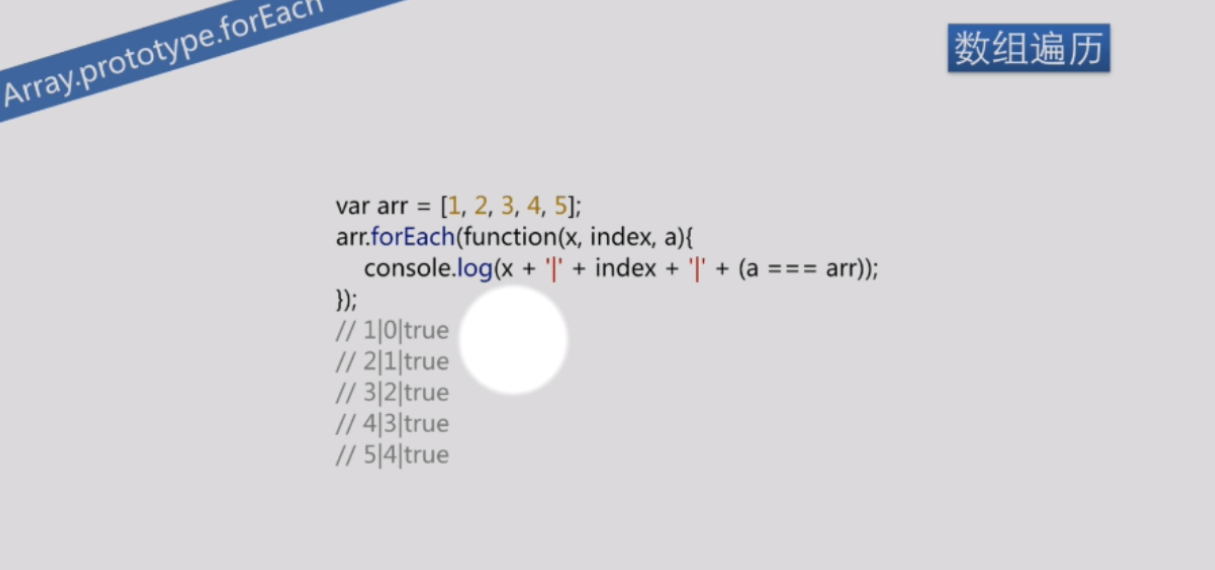 Array.prototype.forEach
数组遍历
var arr = [1, 2, 3, 4, 5];
arr.forEach(function(x, index, a){
    console.log(x + '|' + index + '|' + (a === arr));
});
// 1|0|true
// 2|1|true
// 3|2|true
// 4|3|true
// 5|4|true